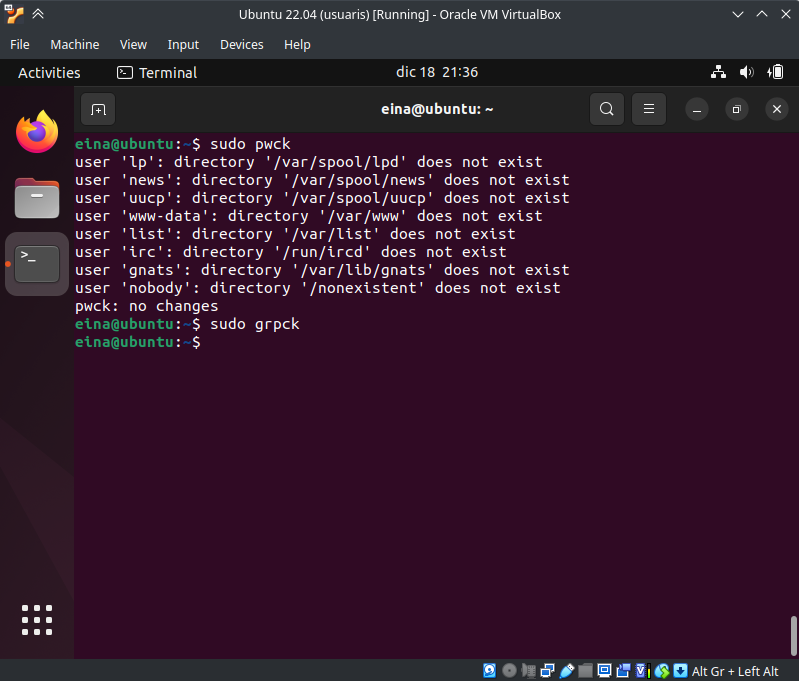 Ubuntu 22.04 (usuaris) [Running] - Oracle VM VirtualBox
File Machine View Input Devices Help
Activities Terminal dic 18 21:36
eina@ubuntu: ~
eina@ubuntu:~$ sudo pwck
user 'lp': directory '/var/spool/lpd' does not exist
user 'news': directory '/var/spool/news' does not exist
user 'uucp': directory '/var/spool/uucp' does not exist
user 'www-data': directory '/var/www' does not exist
user 'list': directory '/var/list' does not exist
user 'irc': directory '/run/ircd' does not exist
user 'gnats': directory '/var/lib/gnats' does not exist
user 'nobody': directory '/nonexistent' does not exist
pwck: no changes
eina@ubuntu:~$ sudo grpck
eina@ubuntu:~$
Alt Gr + Left Alt